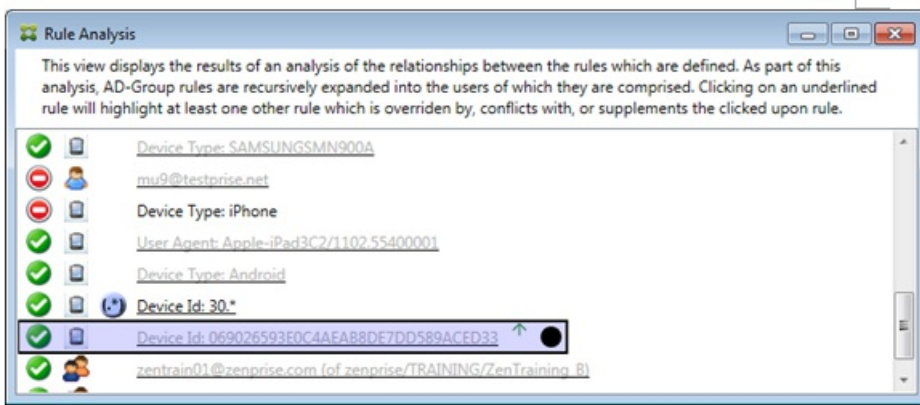 Rule Analysis
This view displays the results of an analysis of the relationships between the rules which are defined. As part of this
analysis, AD-Group rules are recursively expanded into the users of which they are comprised. Clicking on an underlined
rule will highlight at least one other rule which is overriden by, conflicts with, or supplements the clicked upon rule.
Device Type: SAMSUNGSMN900A
mu9@testprise.net
Device Type: iPhone
User Agent: Apple-iPad3C2/1102.55400001
Device Type: Android
(.*) Device Id: 30.*
Device Id: 069026593E0C4AEAB8DE7DD589ACED33
zentrain01@zenprise.com (of zenprise/TRAINING/ZenTraining_B)